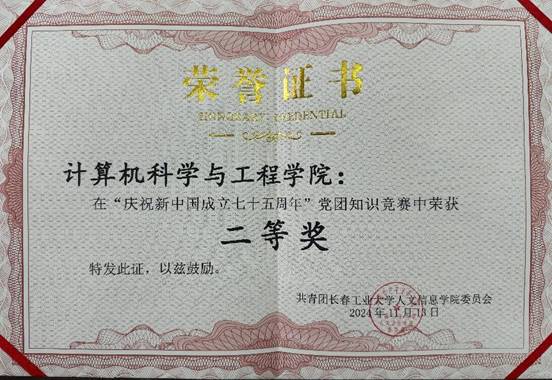 荣誉证书
HONORARY CREDENTIAL
计算机科学与工程学院：
在“庆祝新中国成立七十五周年”党团知识竞赛中荣获
二等奖
特发此证，以兹鼓励。
共青团长春工业大学人文信息学院委员会
2024年11月13日